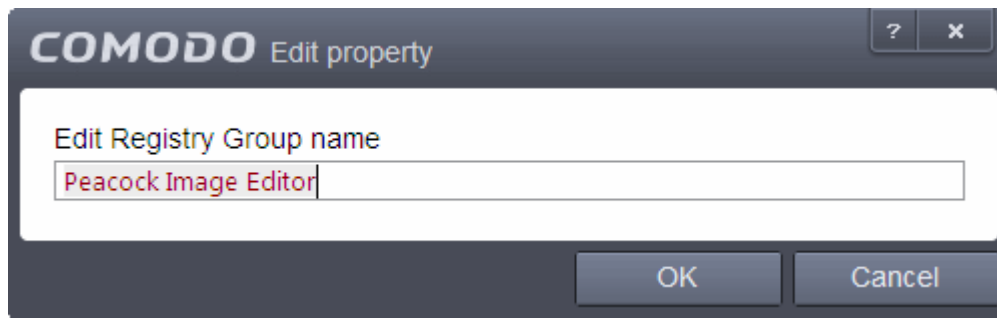 COMODO Edit property
? ×
Edit Registry Group name
Peacock Image Editor
OK Cancel